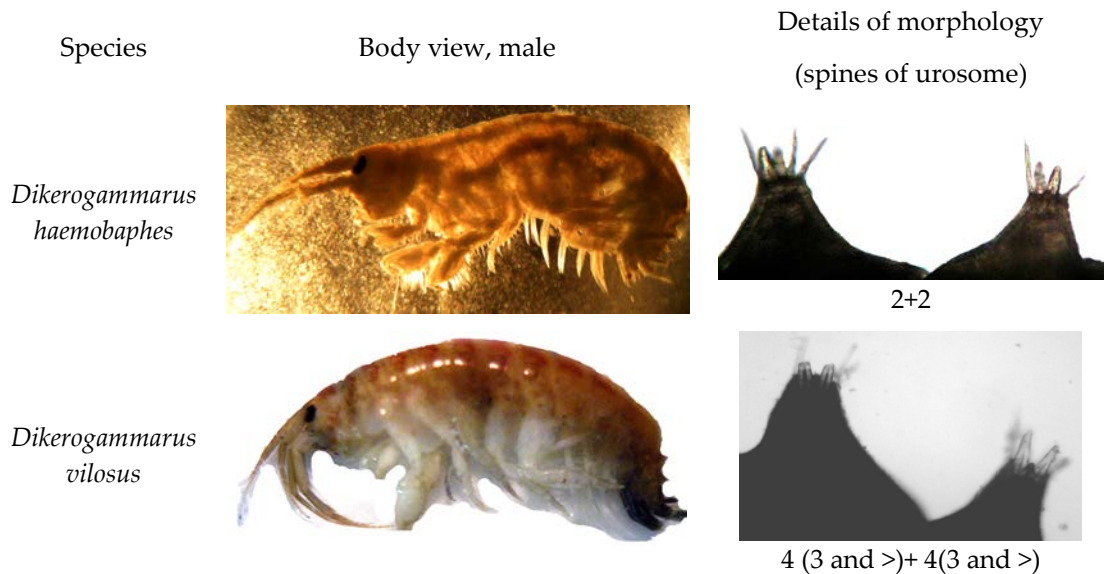 Species
Body view, male
Details of morphology
(spines of urosome)
Dikerogammarus
haemobaphes
2+2
Dikerogammarus
vilosus
4 (3 and >)+ 4(3 and >)